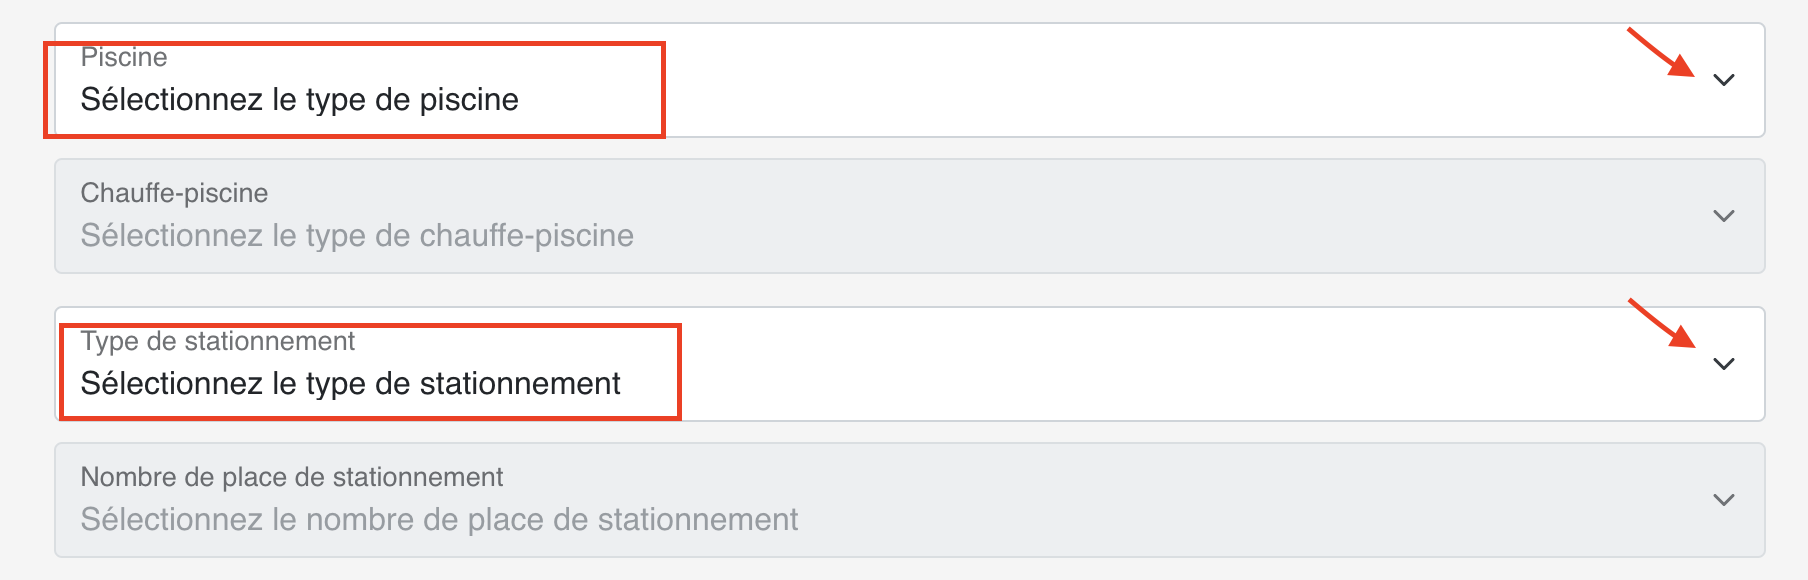 Piscine
Sélectionnez le type de piscine
Chauffe-piscine
Sélectionnez le type de chauffe-piscine
Type de stationnement
Sélectionnez le type de stationnement
Nombre de place de stationnement
Sélectionnez le nombre de place de stationnement